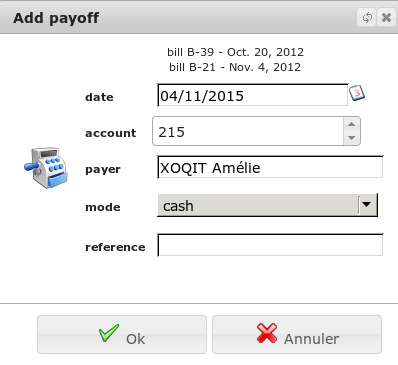 Add payoff
bill B-39 - Oct. 20, 2012
bill B-21 - Nov. 4, 2012
date 04/11/2015 3
account 215
payer XOQIT Amélie
mode cash
reference
Ok Annuler